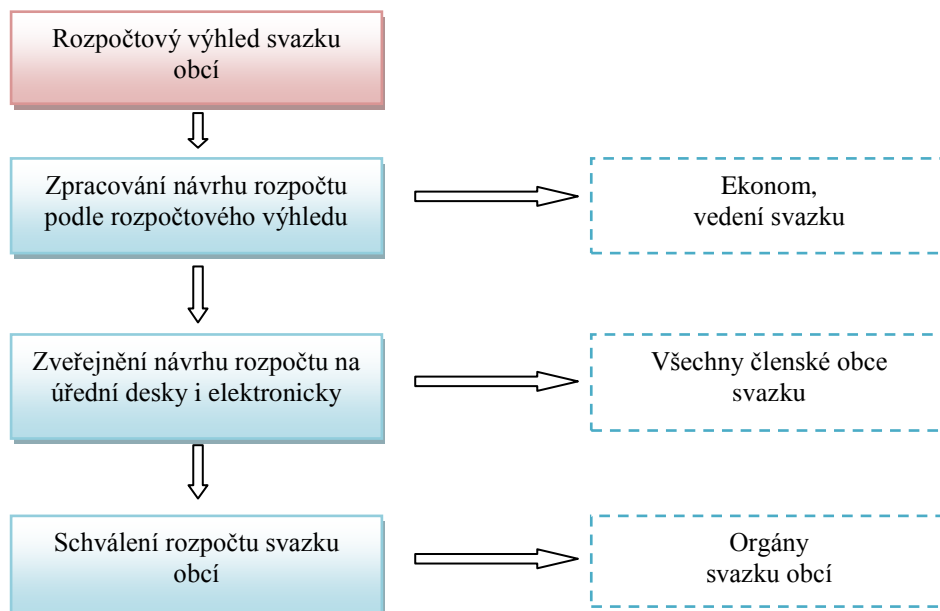 Rozpočtový výhled svazku
obcí
Zpracování návrhu rozpočtu
podle rozpočtového výhledu
Ekonom,
vedení svazku
Zveřejnění návrhu rozpočtu na
úřední desky i elektronicky
Všechny členské obce
svazku
Schválení rozpočtu svazku
obcí
Orgány
svazku obcí